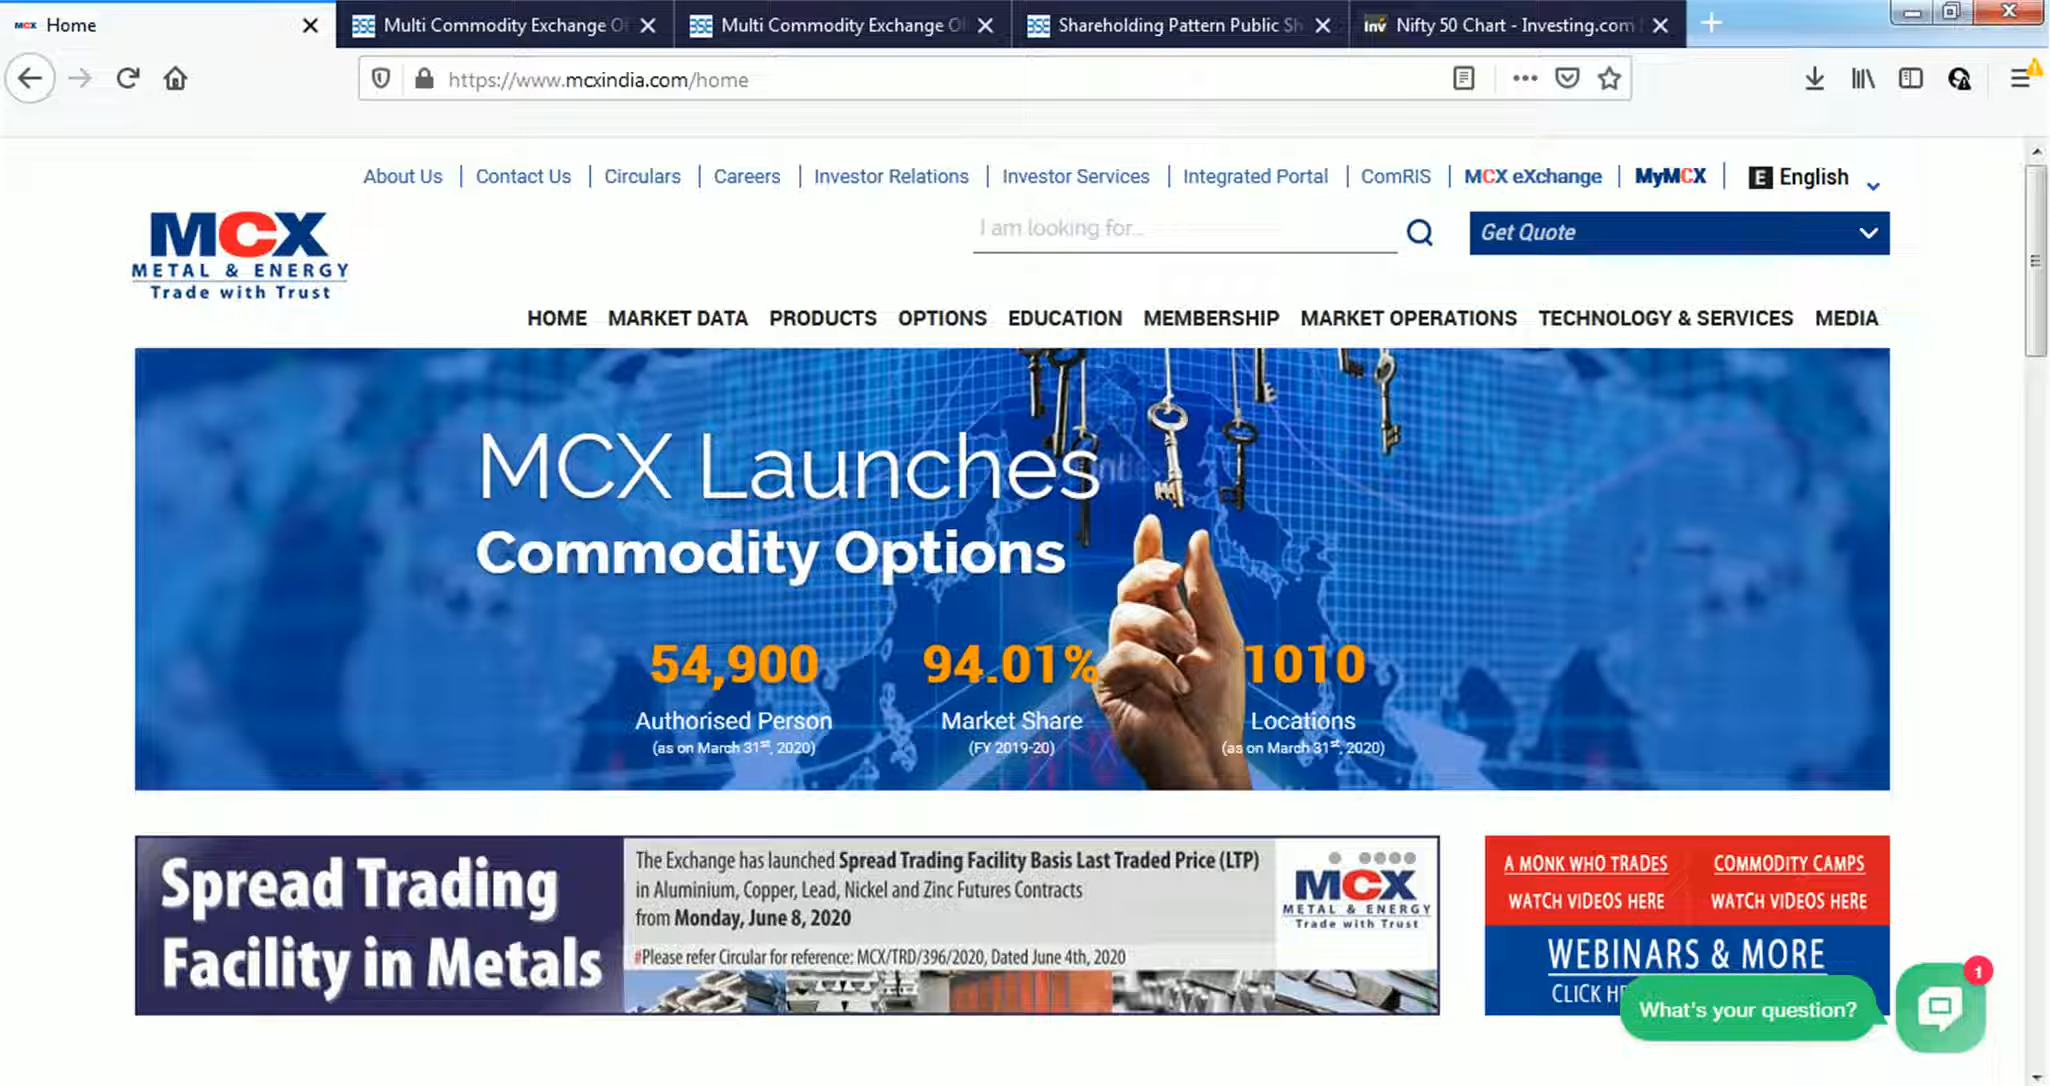 Home
Multi Commodity Exchange Of
Multi Commodity Exchange Of
Shareholding Pattern Public Sh
Inv Nifty 50 Chart - Investing.com
https://www.mcxindia.com/home
About Us | Contact Us | Circulars | Careers | Investor Relations | Investor Services | Integrated Portal | ComRIS | MCX eXchange | MyMCX | E English
MCX
METAL & ENERGY
Trade with Trust
I am looking for...
Get Quote
HOME MARKET DATA PRODUCTS OPTIONS EDUCATION MEMBERSHIP MARKET OPERATIONS TECHNOLOGY & SERVICES MEDIA
MCX Launches
Commodity Options
54,900 94.01% 1010
Authorised Person Market Share Locations
(as on March 31st, 2020) (FY 2019-20) (as on March 31st, 2020)
Spread Trading
Facility in Metals
The Exchange has launched Spread Trading Facility Basis Last Traded Price (LTP)
in Aluminium, Copper, Lead, Nickel and Zinc Futures Contracts
from Monday, June 8, 2020
#Please refer Circular for reference: MCX/TRD/396/2020, Dated June 4th, 2020
MCX
METAL & ENERGY
Trade with Trust
A MONK WHO TRADES COMMODITY CAMPS
WATCH VIDEOS HERE WATCH VIDEOS HERE
WEBINARS & MORE
CLICK HE
What's your question?
1